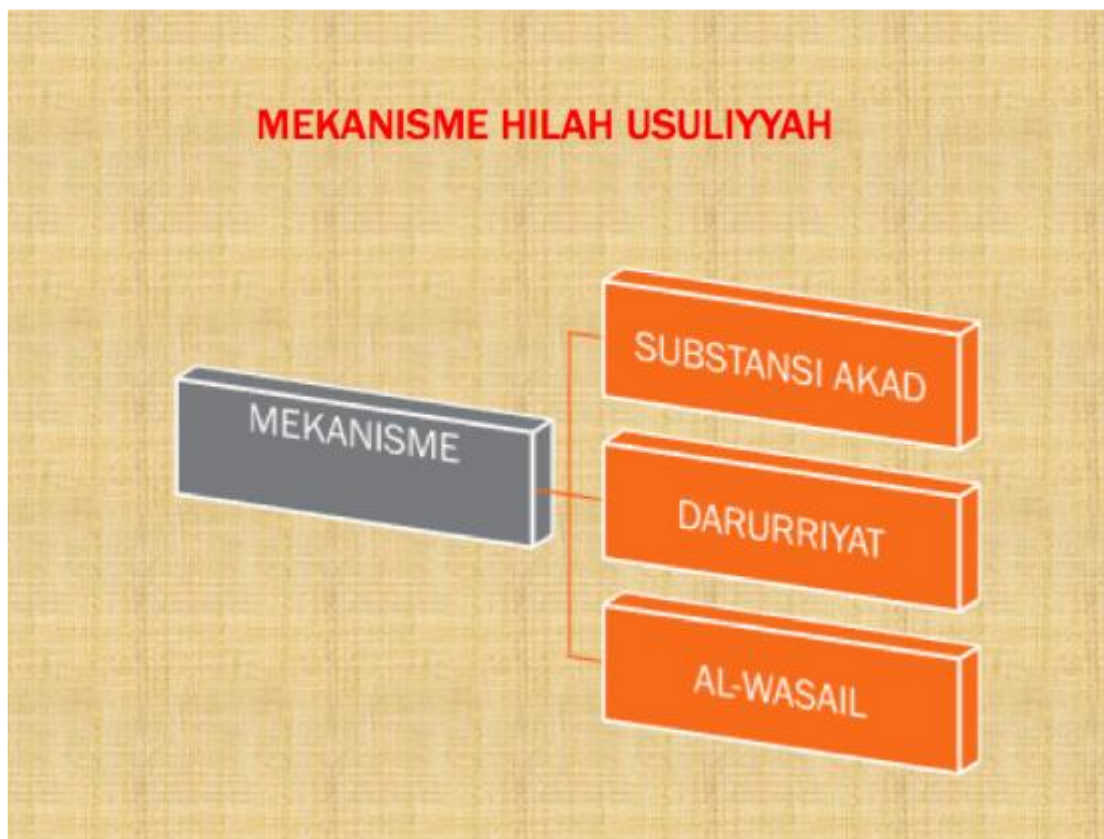 MEKANISME HILAH USULIYYAH
MEKANISME
SUBSTANSI AKAD
DARURRIYAT
AL-WASAIL